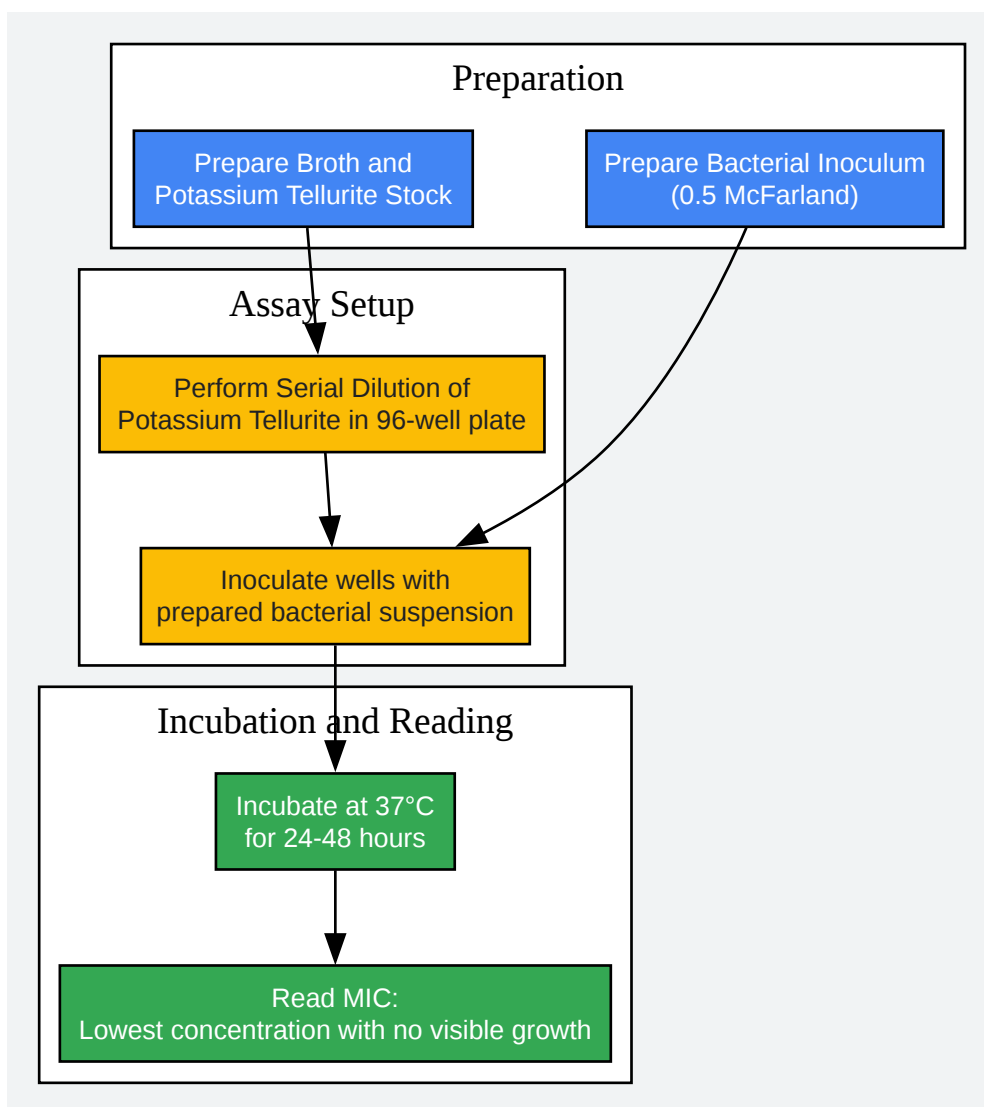 Preparation
Prepare Broth and
Potassium Tellurite Stock
Prepare Bacterial Inoculum
(0.5 McFarland)
Assay Setup
Perform Serial Dilution of
Potassium Tellurite in 96-well plate
Inoculate wells with
prepared bacterial suspension
Incubation and Reading
Incubate at 37°C
for 24-48 hours
Read MIC:
Lowest concentration with no visible growth